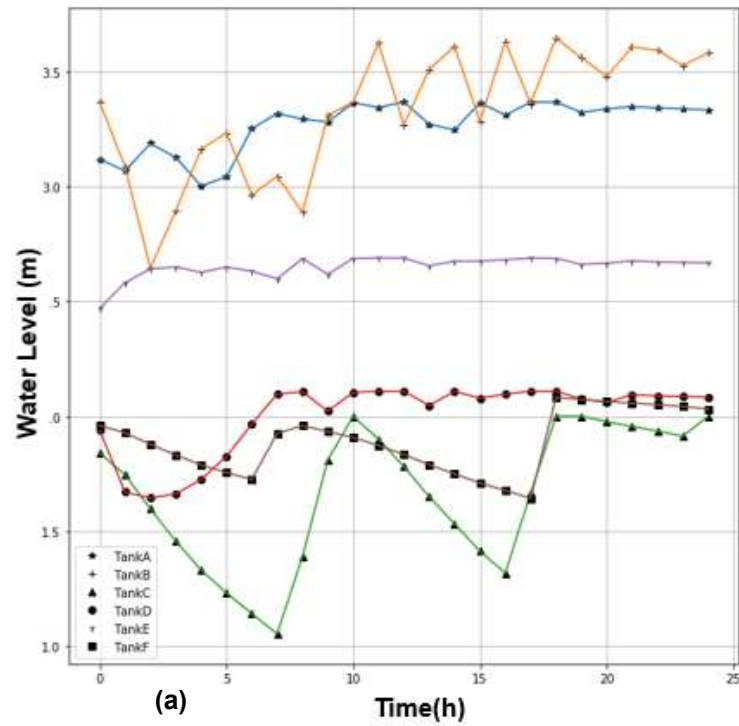 Water Level (m)
3.5
3.0
.5
.0
1.5
1.0
TankA
TankB
TankC
TankD
TankE
TankF
0 5 10 15 20 25
(a) Time(h)